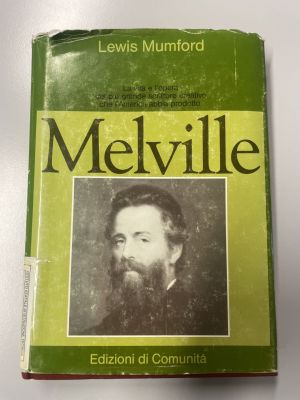 Lewis Mumford
La vita e l'opera
del più grande scrittore creativo
che l'America abbia prodotto
Melville
Edizioni di Comunità